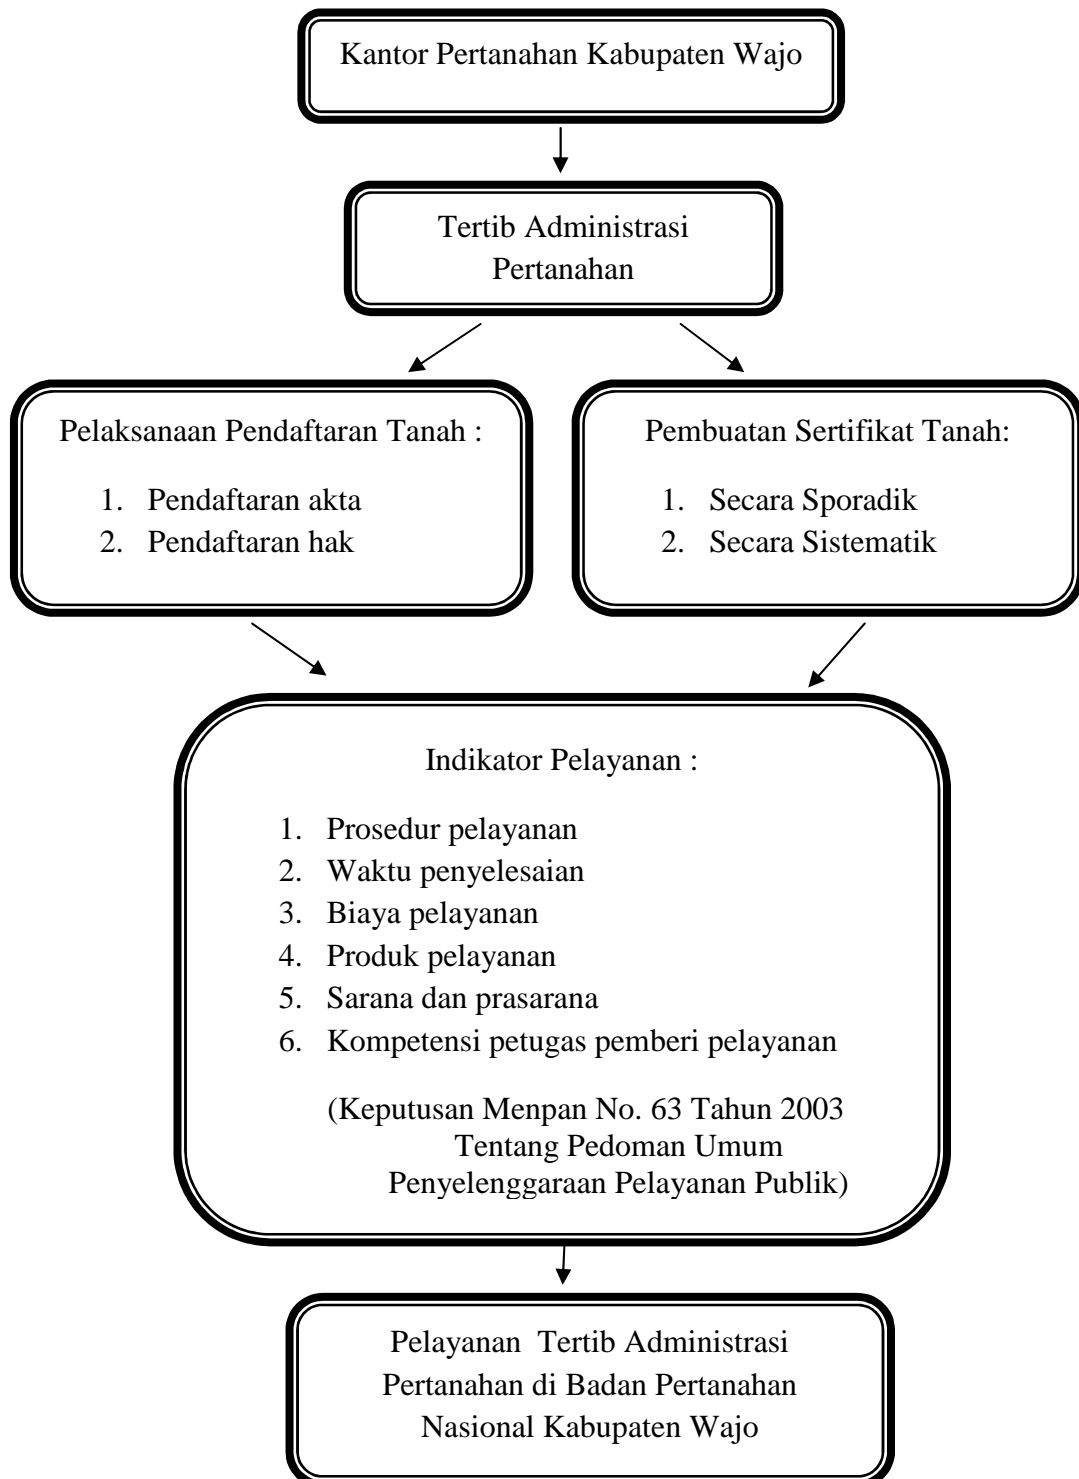 Kantor Pertanahan Kabupaten Wajo
Tertib Administrasi
Pertanahan
Pelaksanaan Pendaftaran Tanah :
1. Pendaftaran akta
2. Pendaftaran hak
Pembuatan Sertifikat Tanah:
1. Secara Sporadik
2. Secara Sistematik
Indikator Pelayanan :
1. Prosedur pelayanan
2. Waktu penyelesaian
3. Biaya pelayanan
4. Produk pelayanan
5. Sarana dan prasarana
6. Kompetensi petugas pemberi pelayanan
(Keputusan Menpan No. 63 Tahun 2003
Tentang Pedoman Umum
Penyelenggaraan Pelayanan Publik)
Pelayanan Tertib Administrasi
Pertanahan di Badan Pertanahan
Nasional Kabupaten Wajo